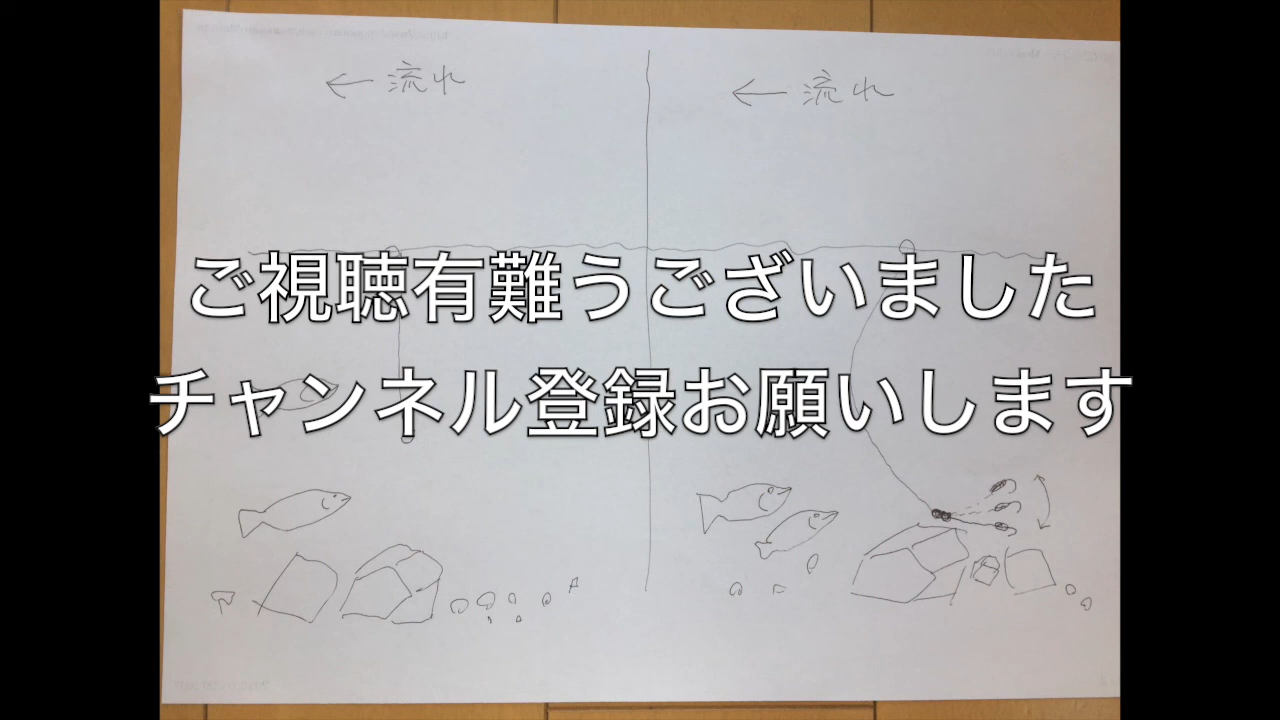 ← 流れ
← 流れ
ご視聴有難うございました
チャンネル登録お願いします